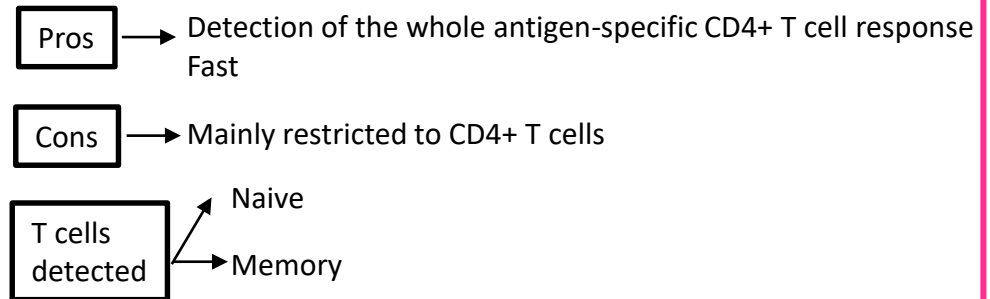 Pros
Detection of the whole antigen-specific CD4+ T cell response
Fast
Cons
Mainly restricted to CD4+ T cells
T cells
detected
Naive
Memory